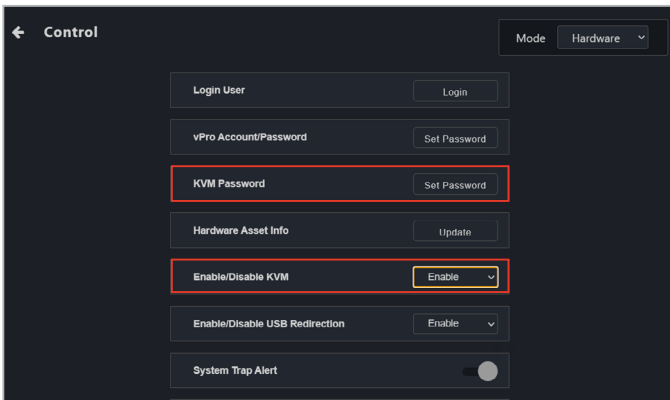 Control
Mode Hardware
Login User Login
vPro Account/Password Set Password
KVM Password Set Password
Hardware Asset Info Update
Enable/Disable KVM Enable
Enable/Disable USB Redirection Enable
System Trap Alert